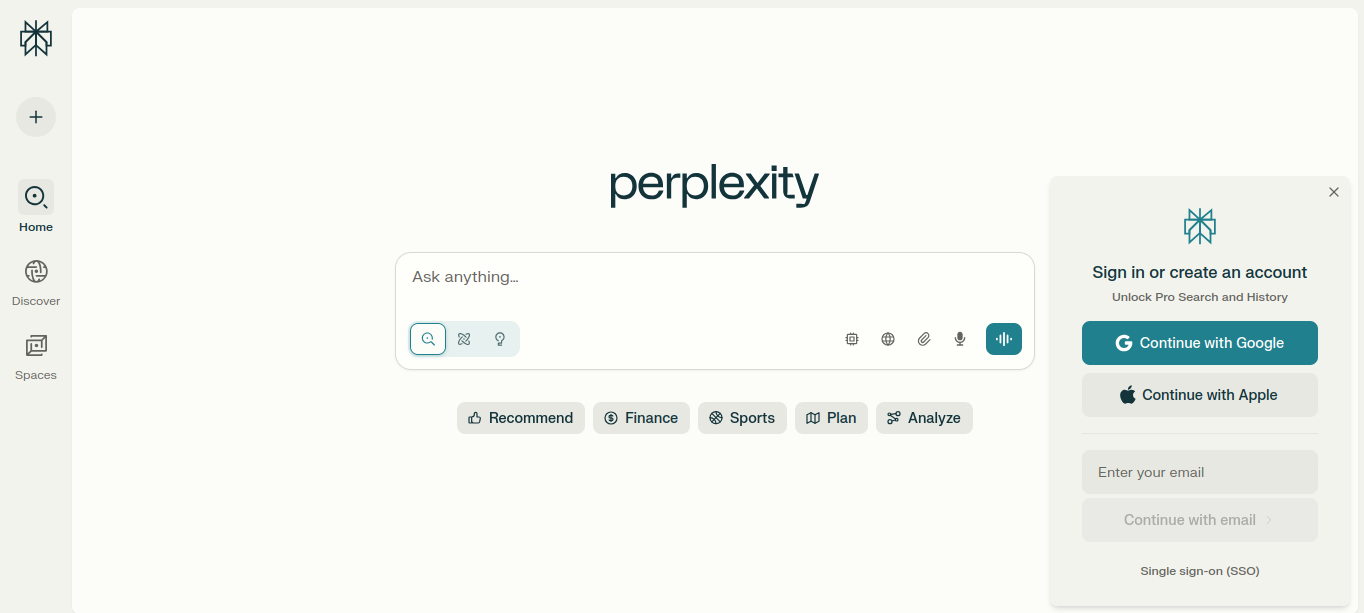 Home
Discover
Spaces
perplexity
Ask anything...
Recommend
Finance
Sports
Plan
Analyze
Sign in or create an account
Unlock Pro Search and History
Continue with Google
Continue with Apple
Enter your email
Continue with email
Single sign-on (SSO)